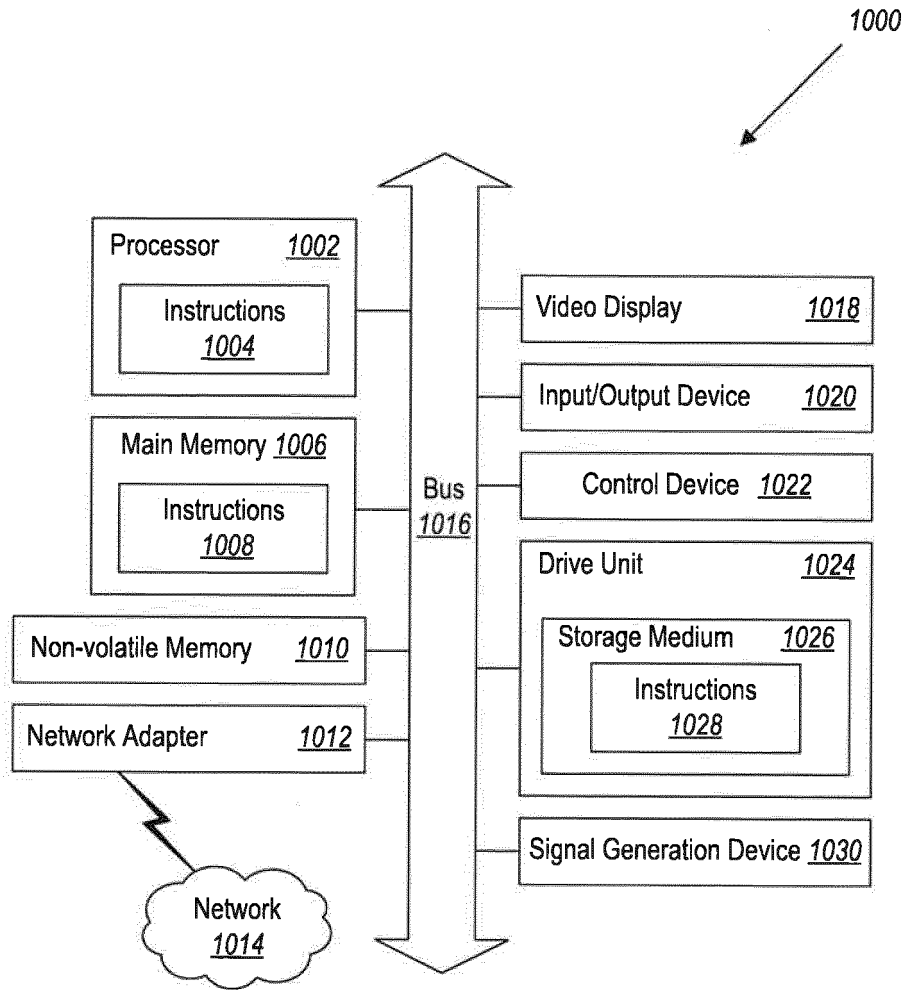 1000
Processor 1002
Instructions
1004
Main Memory 1006
Instructions
1008
Non-volatile Memory 1010
Network Adapter 1012
Network
1014
Bus
1016
Video Display 1018
Input/Output Device 1020
Control Device 1022
Drive Unit 1024
Storage Medium 1026
Instructions
1028
Signal Generation Device 1030